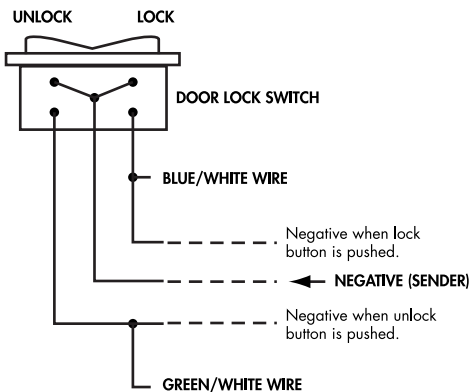 UNLOCK LOCK
DOOR LOCK SWITCH
BLUE/WHITE WIRE
Negative when lock
button is pushed.
NEGATIVE (SENDER)
Negative when unlock
button is pushed.
GREEN/WHITE WIRE